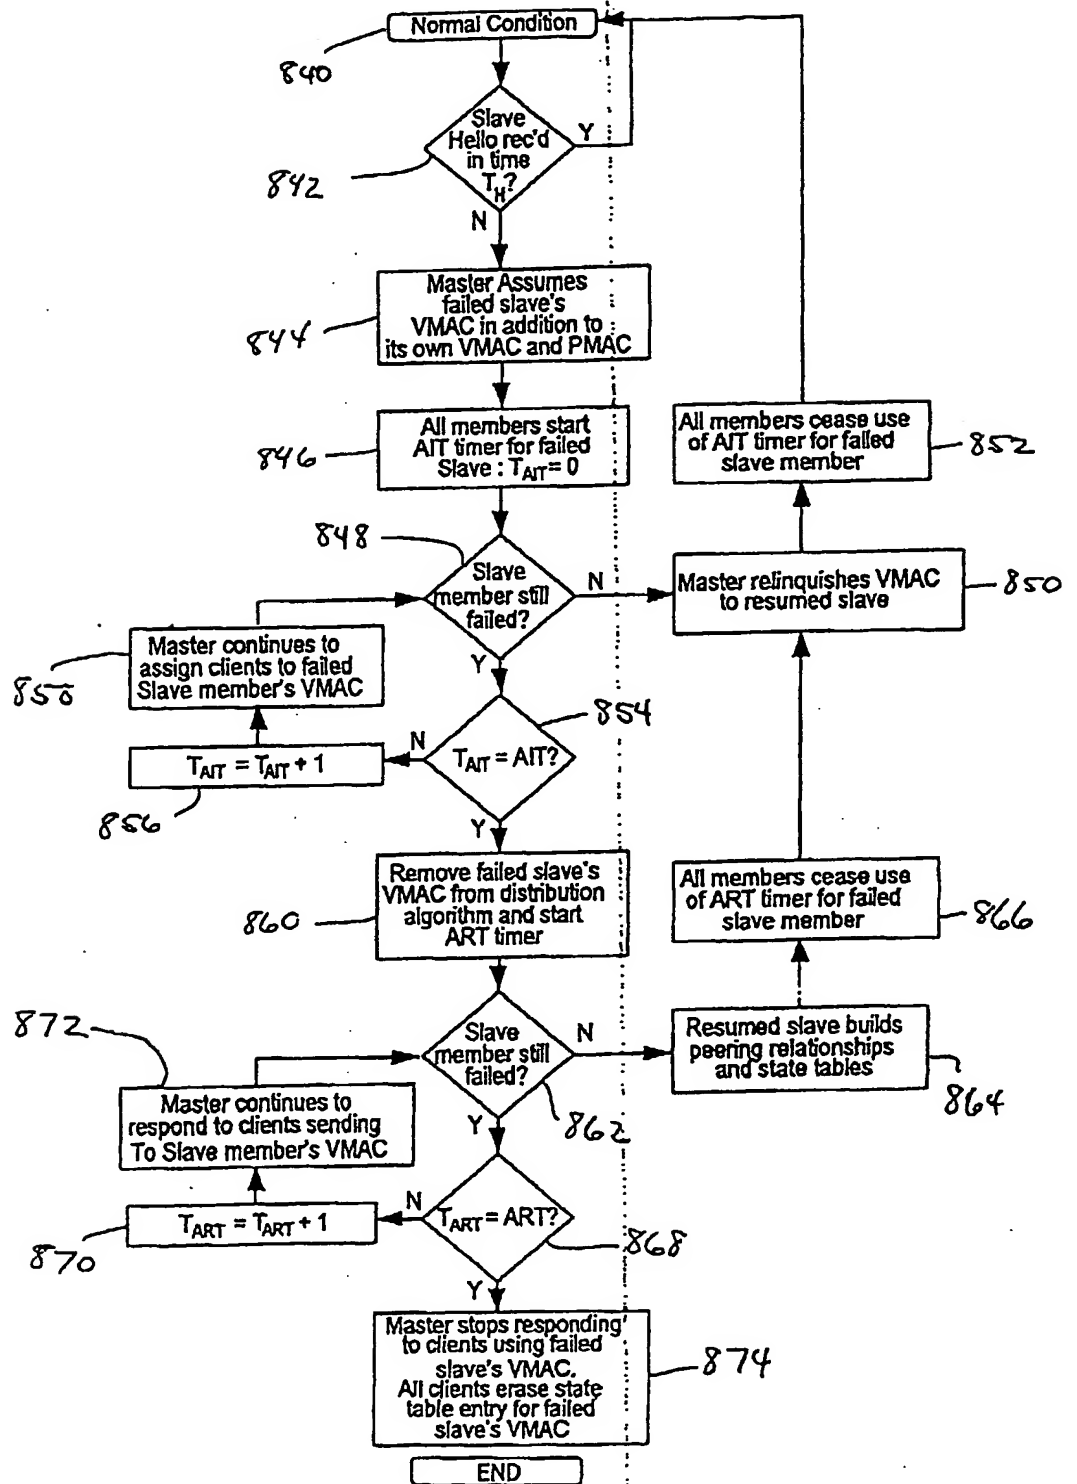 Normal Condition
840
Slave
Hello rec'd
in time
T_H?
Y
842
N
Master Assumes
failed slave's
VMAC in addition to
its own VMAC and PMAC
844
All members start
AIT timer for failed
Slave : T_AIT = 0
846
All members cease use
of AIT timer for failed
slave member
852
848
Slave
member still
failed?
N
Master relinquishes VMAC
to resumed slave
850
Y
Master continues to
assign clients to failed
Slave member's VMAC
850
854
T_AIT = AIT?
N
T_AIT = T_AIT + 1
856
Y
Remove failed slave's
VMAC from distribution
algorithm and start
ART timer
860
All members cease use
of ART timer for failed
slave member
866
872
Slave
member still
failed?
N
Resumed slave builds
peering relationships
and state tables
864
Master continues to
respond to clients sending
To Slave member's VMAC
Y
862
T_ART = ART?
N
T_ART = T_ART + 1
870
868
Y
Master stops responding
to clients using failed
slave's VMAC.
All clients erase state
table entry for failed
slave's VMAC
874
END